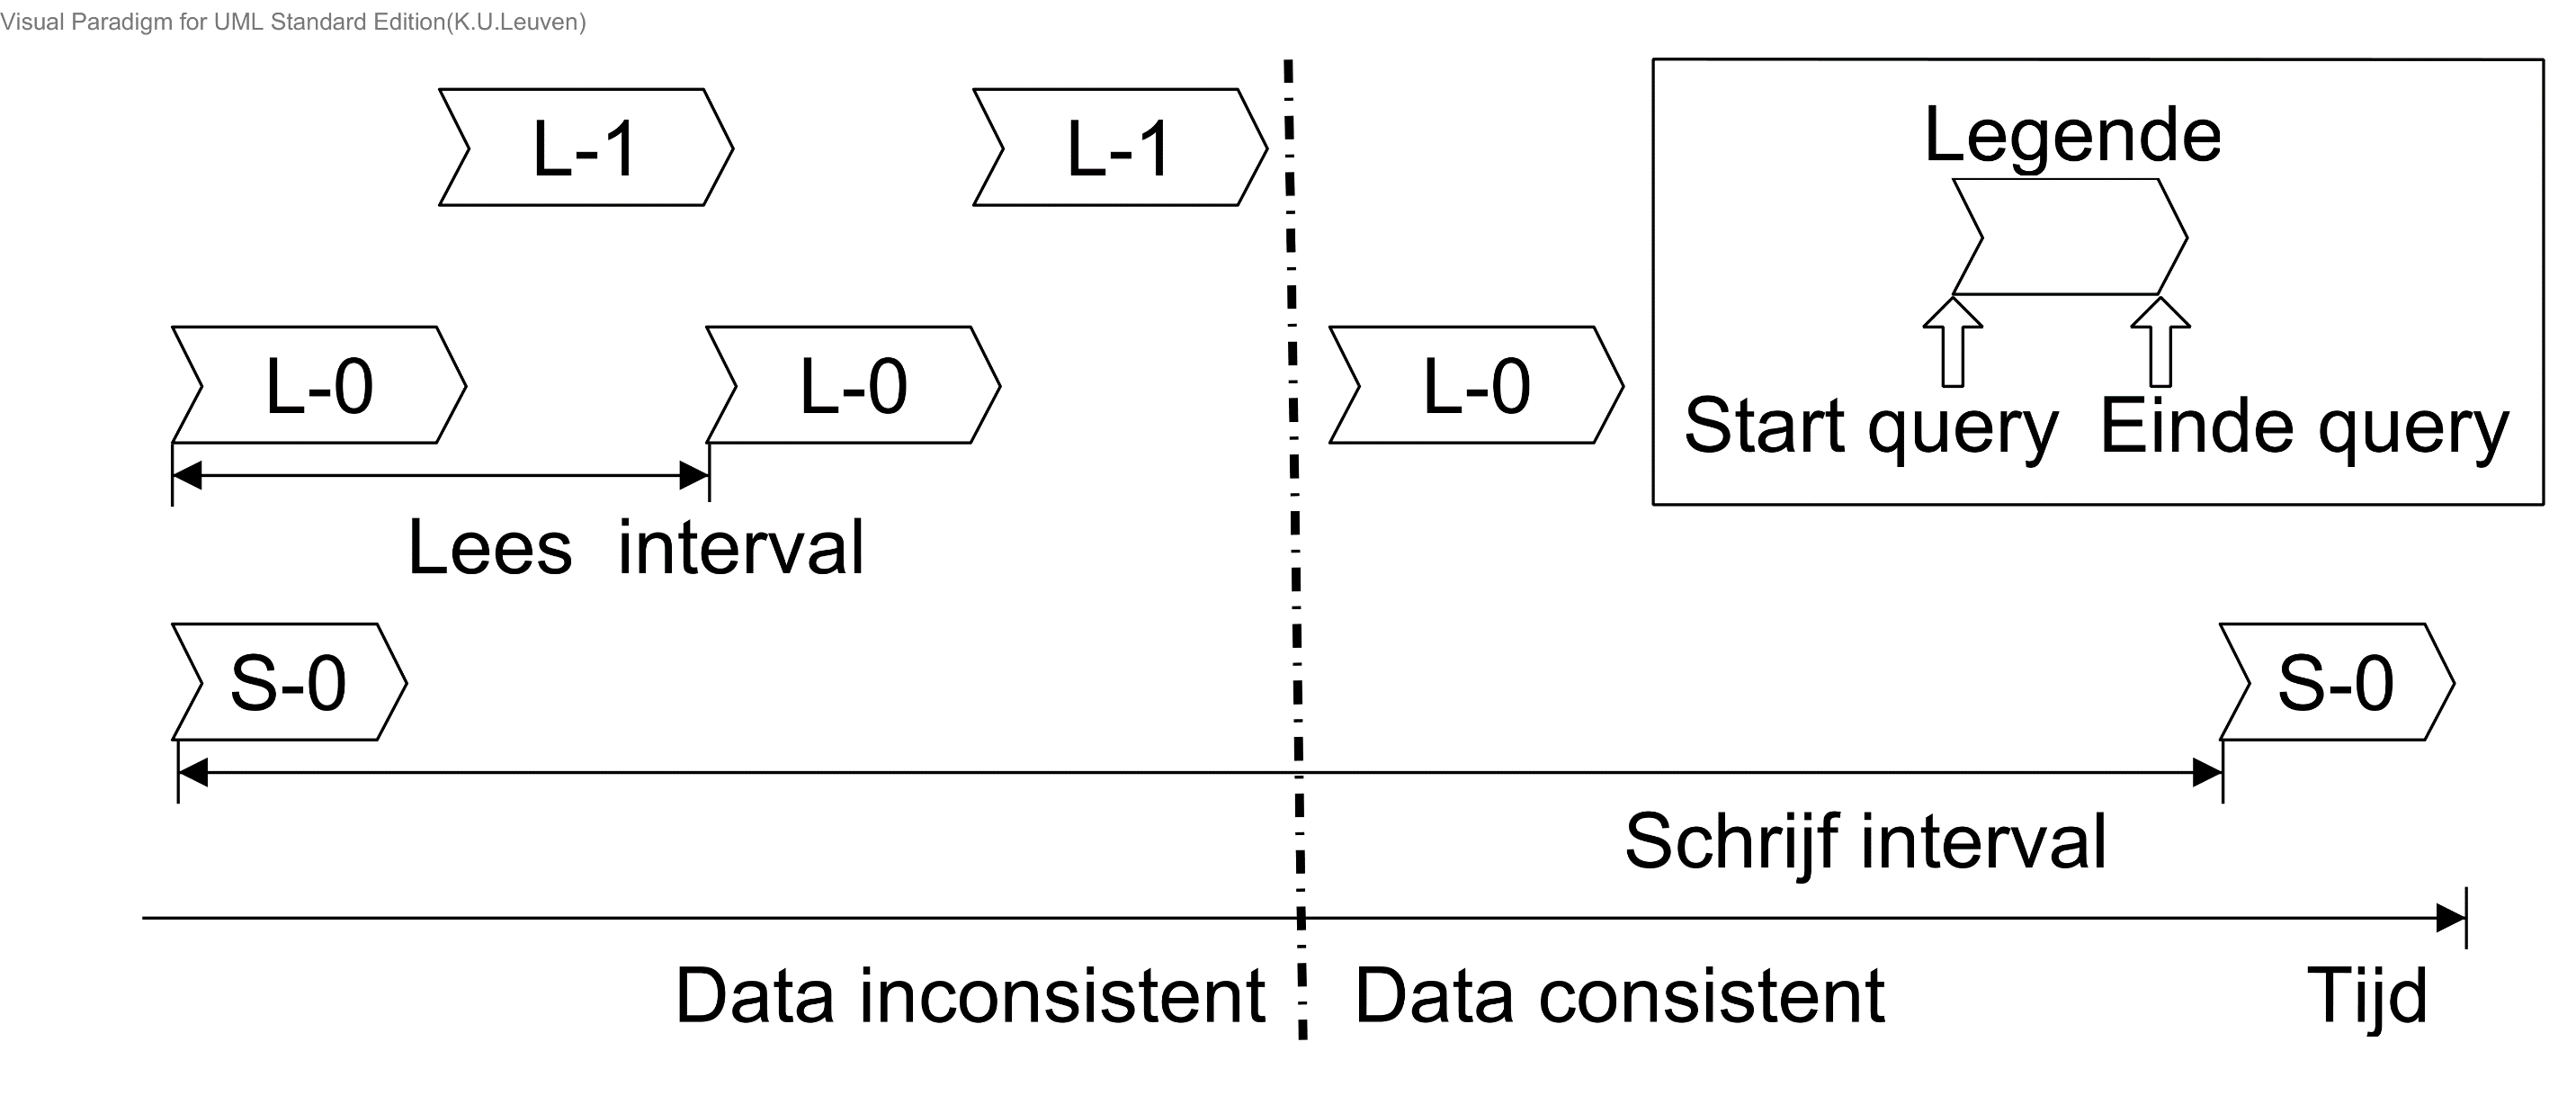 Visual Paradigm for UML Standard Edition(K.U.Leuven)
L-1
L-1
Legende
L-0
L-0
L-0
Start query
Einde query
Lees interval
S-0
S-0
Schrijf interval
Data inconsistent
Data consistent
Tijd